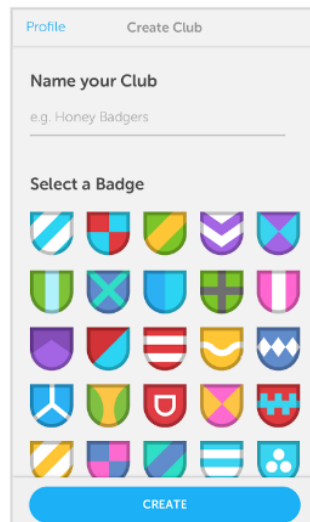 Profile
Create Club
Name your Club
e.g. Honey Badgers
Select a Badge
CREATE